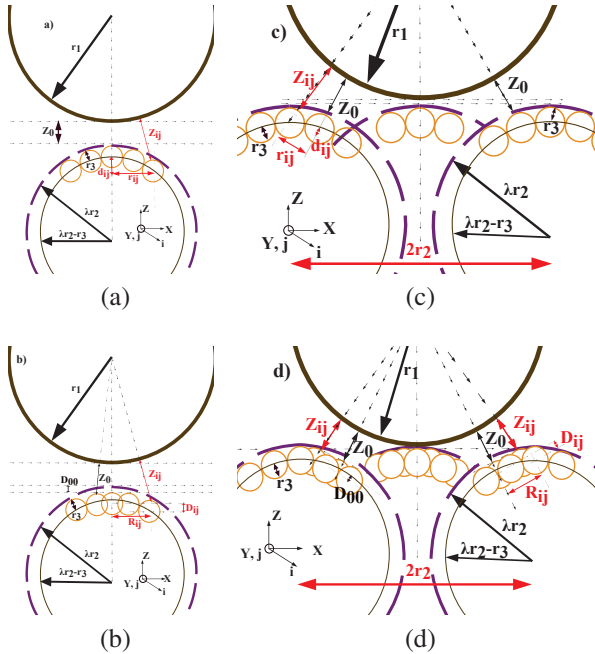 a)
r1
Z0
Zij
r3
dij
rij
λr2
λr2-r3
Z
X
Y, j
i
(a)
c)
r1
Zij
Z0
r3
rij
dij
r3
λr2
λr2-r3
Z
X
Y, j
i
2r2
(c)
b)
r1
D00
Z0
Zij
r3
Rij
Dij
λr2
λr2-r3
Z
X
Y, j
i
(b)
d)
r1
Zij
Z0
Z0
Zij
Dij
r3
D00
Rij
λr2
λr2-r3
Z
X
Y, j
i
2r2
(d)